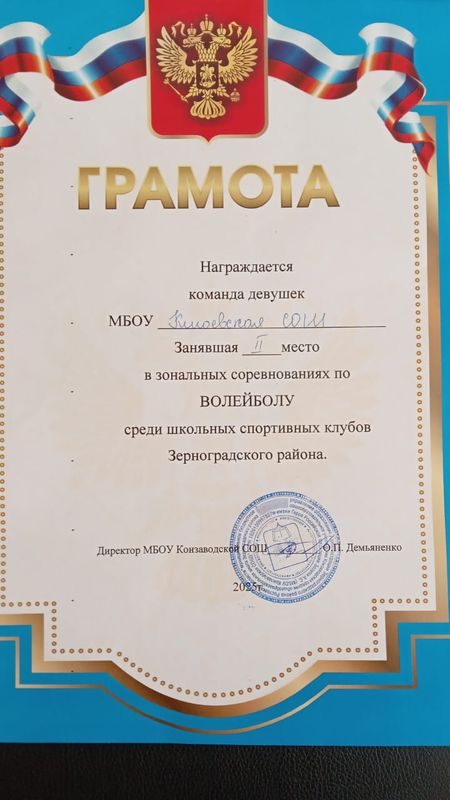 ГРАМОТА
Награждается
команда девушек
МБОУ Клюевская СОШ
Занявшая II место
в зональных соревнованиях по
ВОЛЕЙБОЛУ
среди школьных спортивных клубов
Зерноградского района.
Директор МБОУ Конзаводской СОШ О.П. Демьяненко
2025г.